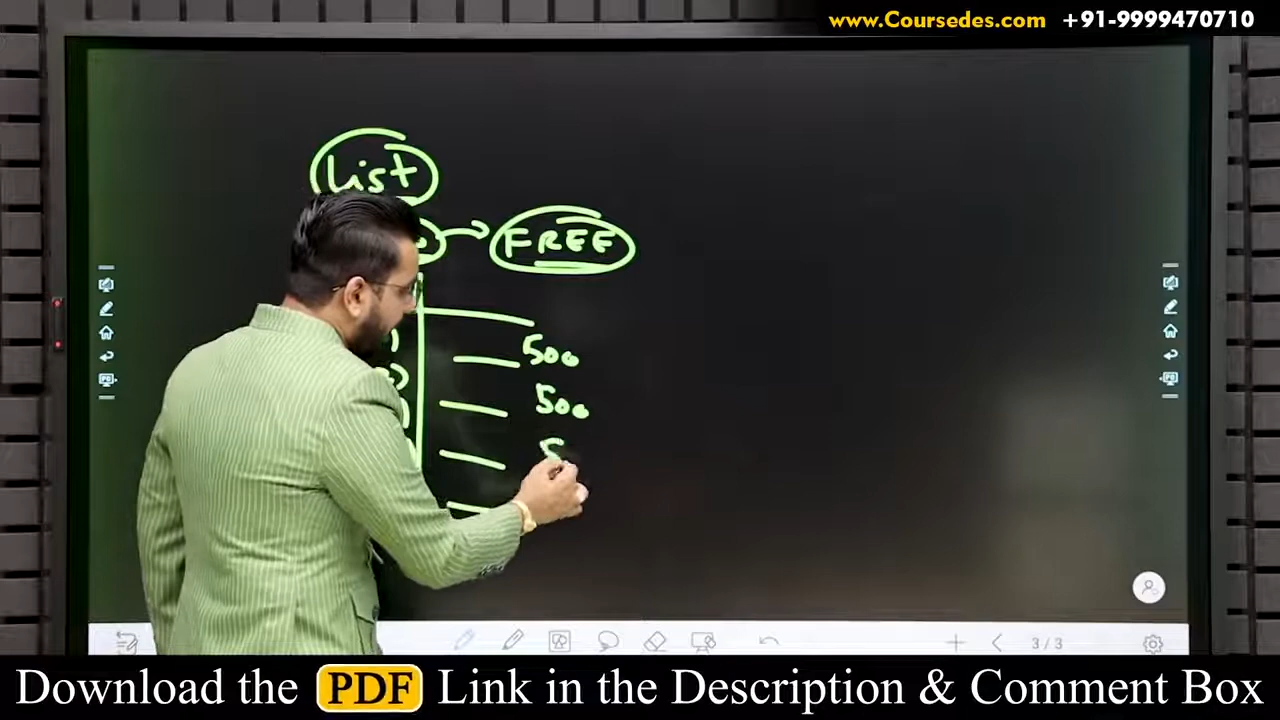 www.Coursedes.com +91-9999470710
List
FREE
500
500
3/3
Download the PDF Link in the Description & Comment Box